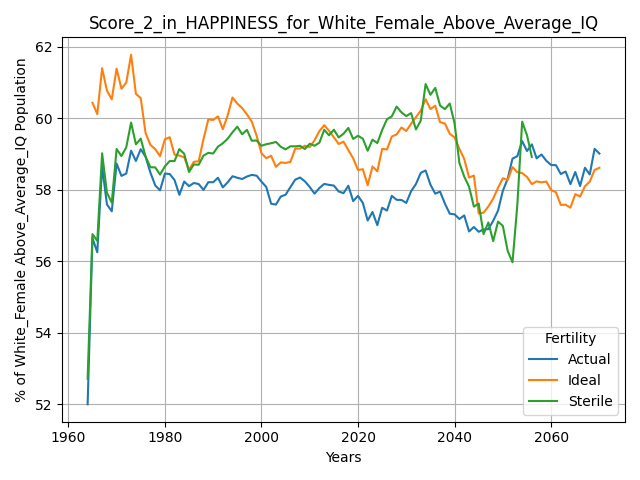 Score_2_in_HAPPINESS_for_White_Female_Above_Average_IQ
% of White_Female Above_Average_IQ Population
62
60
58
56
54
52
1960
1980
2000
2020
2040
2060
Years
Fertility
Actual
Ideal
Sterile